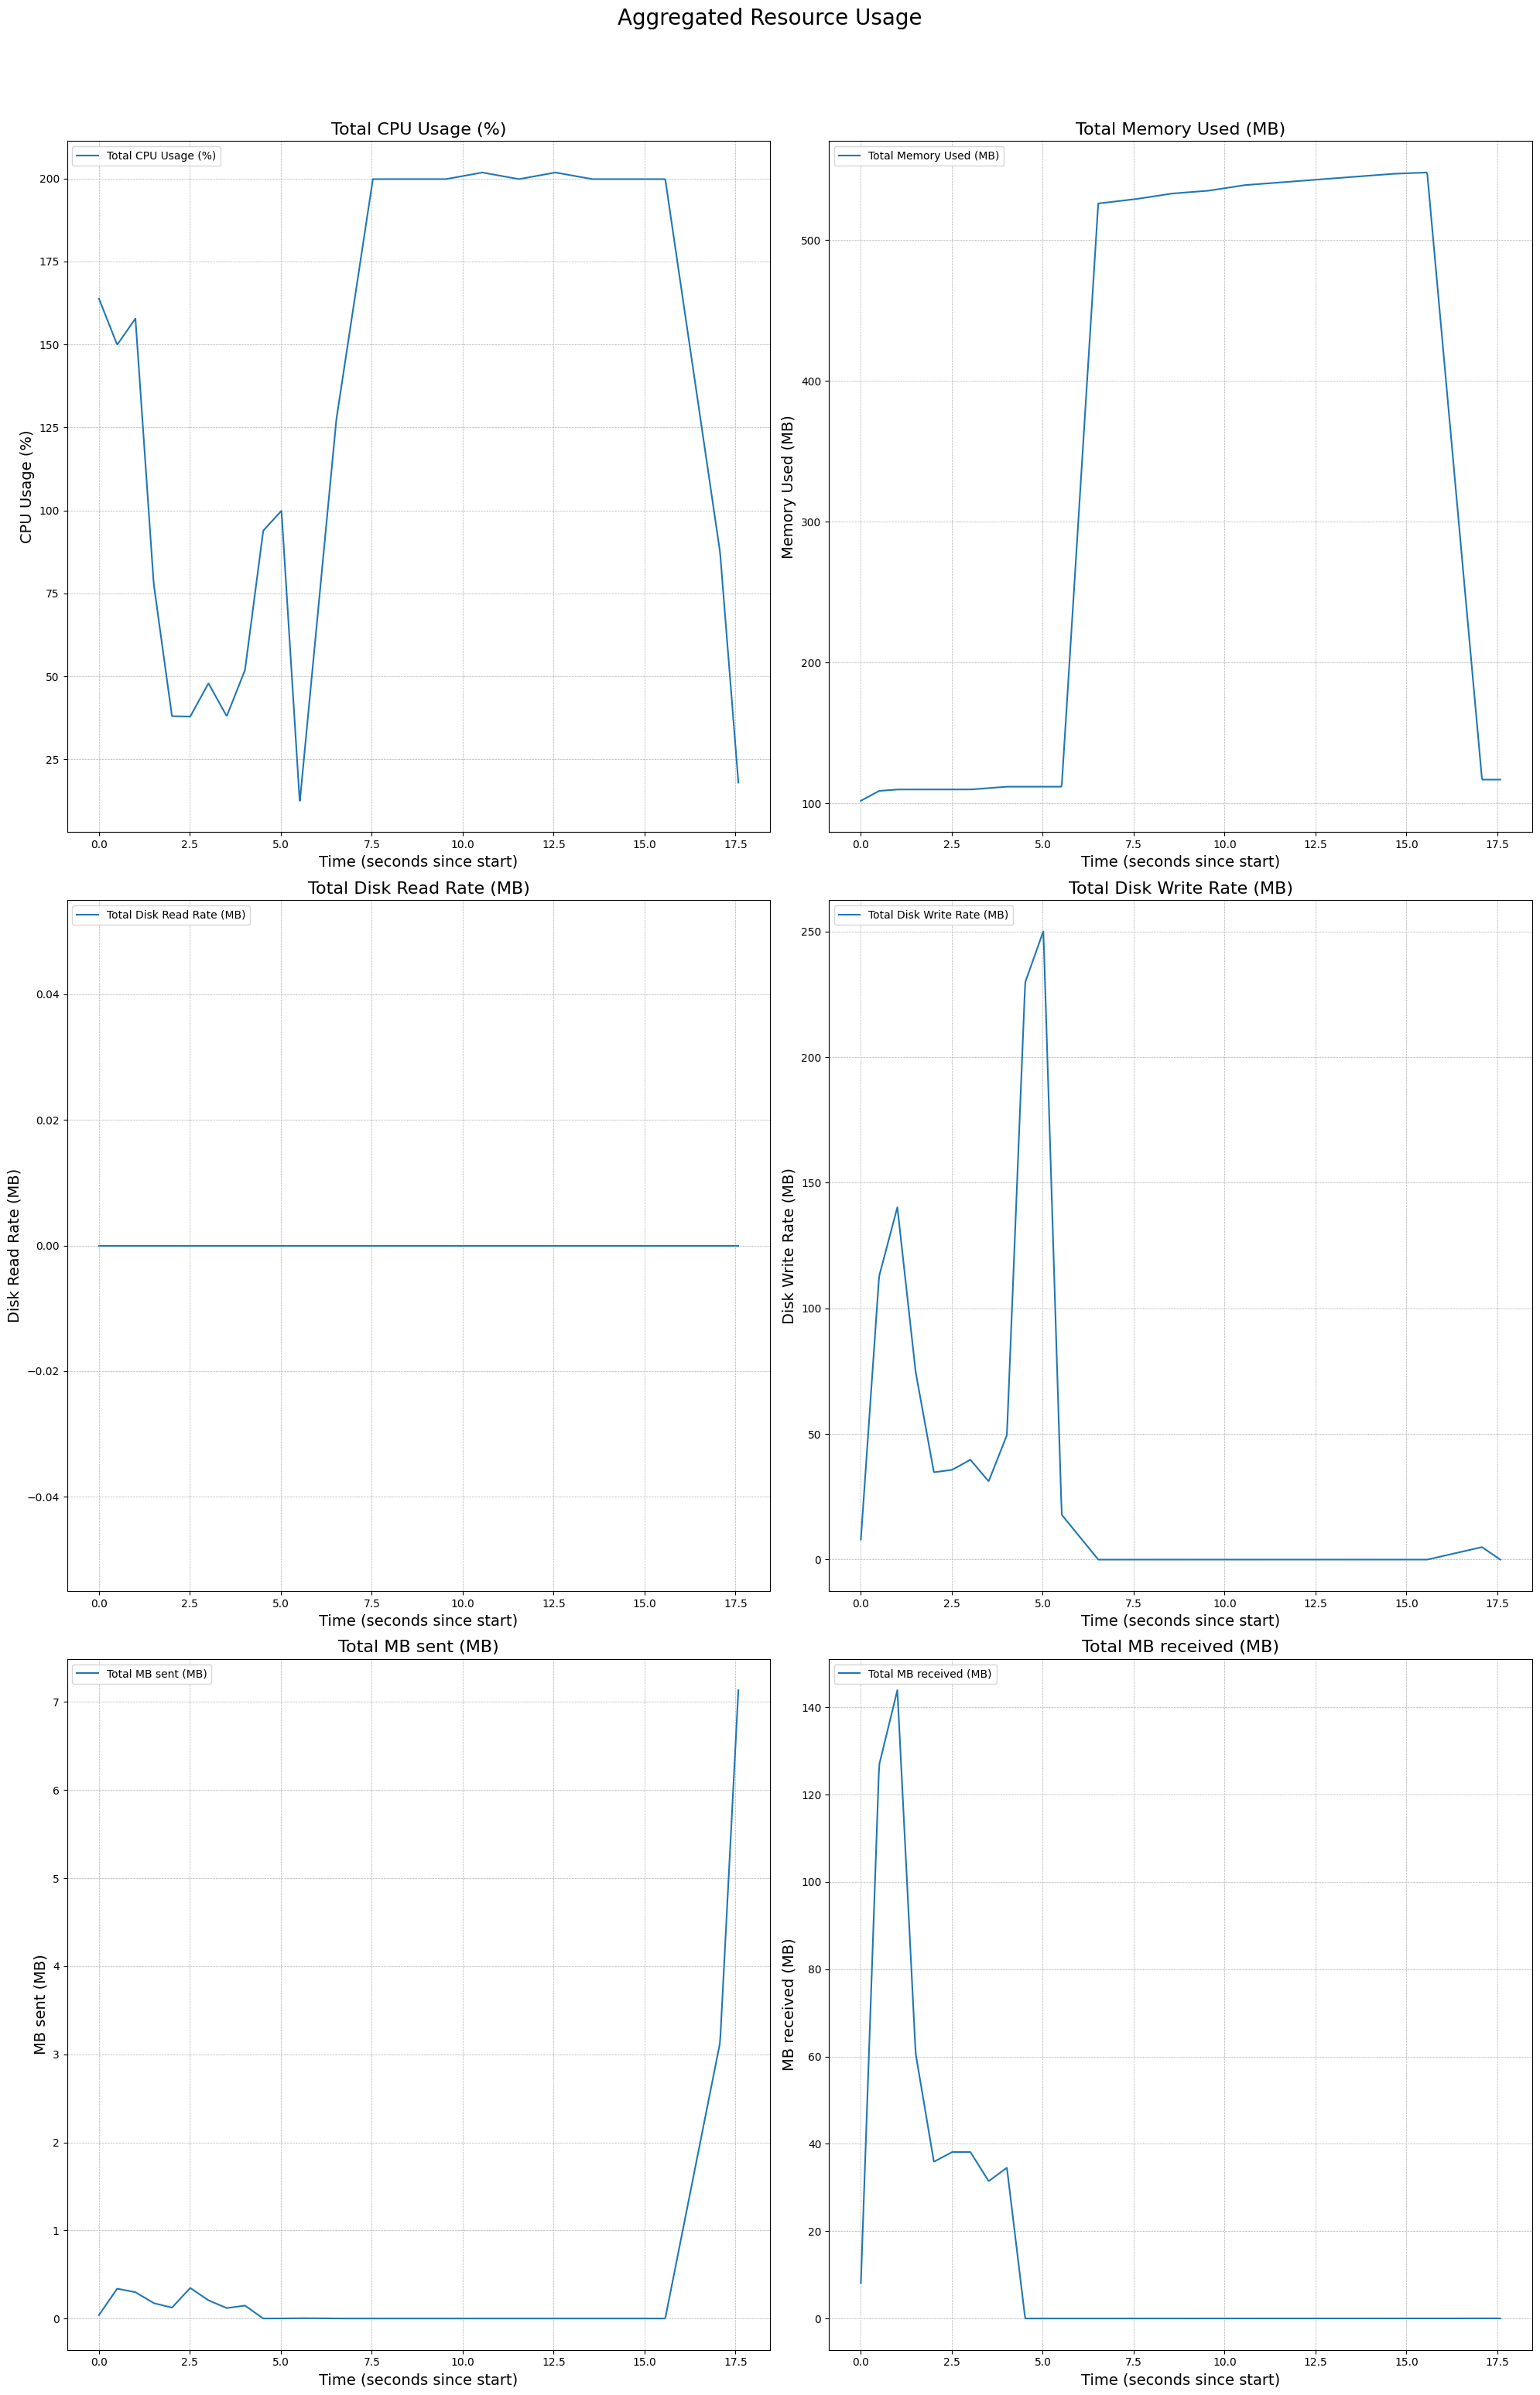 Aggregated Resource Usage
Total CPU Usage (%)
Total CPU Usage (%)
CPU Usage (%)
200
175
150
125
100
75
50
25
0.0 2.5 5.0 7.5 10.0 12.5 15.0 17.5
Time (seconds since start)
Total Memory Used (MB)
Total Memory Used (MB)
Memory Used (MB)
500
400
300
200
100
0.0 2.5 5.0 7.5 10.0 12.5 15.0 17.5
Time (seconds since start)
Total Disk Read Rate (MB)
Total Disk Read Rate (MB)
Disk Read Rate (MB)
0.04
0.02
0.00
−0.02
−0.04
0.0 2.5 5.0 7.5 10.0 12.5 15.0 17.5
Time (seconds since start)
Total Disk Write Rate (MB)
Total Disk Write Rate (MB)
Disk Write Rate (MB)
250
200
150
100
50
0
0.0 2.5 5.0 7.5 10.0 12.5 15.0 17.5
Time (seconds since start)
Total MB sent (MB)
Total MB sent (MB)
MB sent (MB)
7
6
5
4
3
2
1
0
0.0 2.5 5.0 7.5 10.0 12.5 15.0 17.5
Time (seconds since start)
Total MB received (MB)
Total MB received (MB)
MB received (MB)
140
120
100
80
60
40
20
0
0.0 2.5 5.0 7.5 10.0 12.5 15.0 17.5
Time (seconds since start)